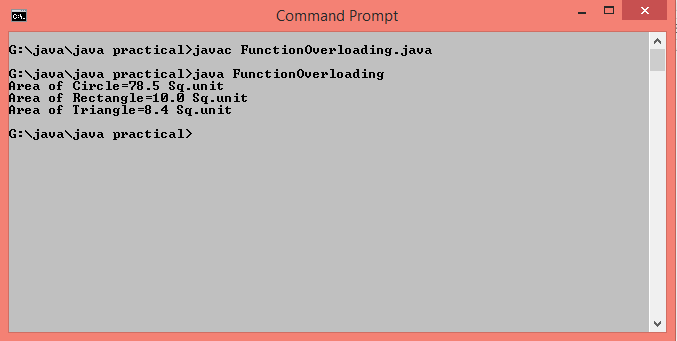 Command Prompt
G:\java\java practical>javac FunctionOverloading.java
G:\java\java practical>java FunctionOverloading
Area of Circle=78.5 Sq.unit
Area of Rectangle=10.0 Sq.unit
Area of Triangle=8.4 Sq.unit
G:\java\java practical>